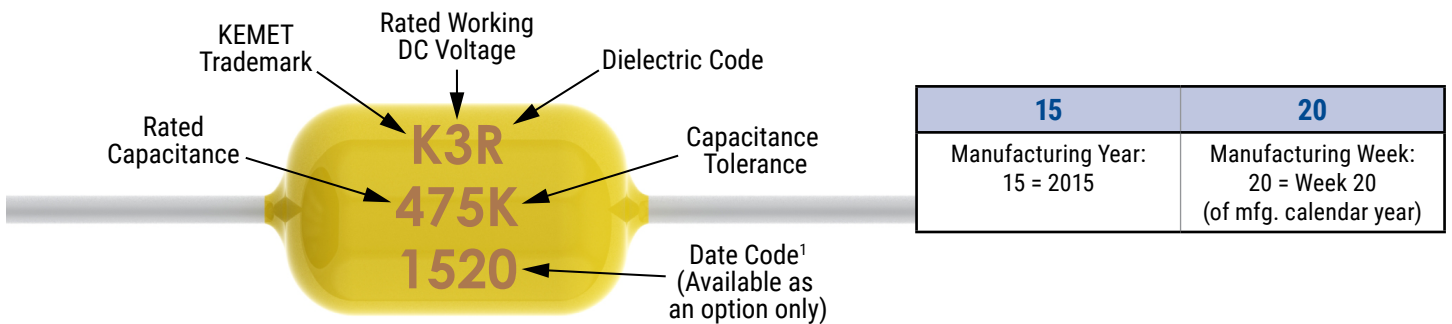 KEMET
Trademark
Rated Working
DC Voltage
Dielectric Code
Rated
Capacitance
Capacitance
Tolerance
Date Code¹
(Available as
an option only)
K3R
475K
1520
15 20
Manufacturing Year:
15 = 2015
Manufacturing Week:
20 = Week 20
(of mfg. calendar year)